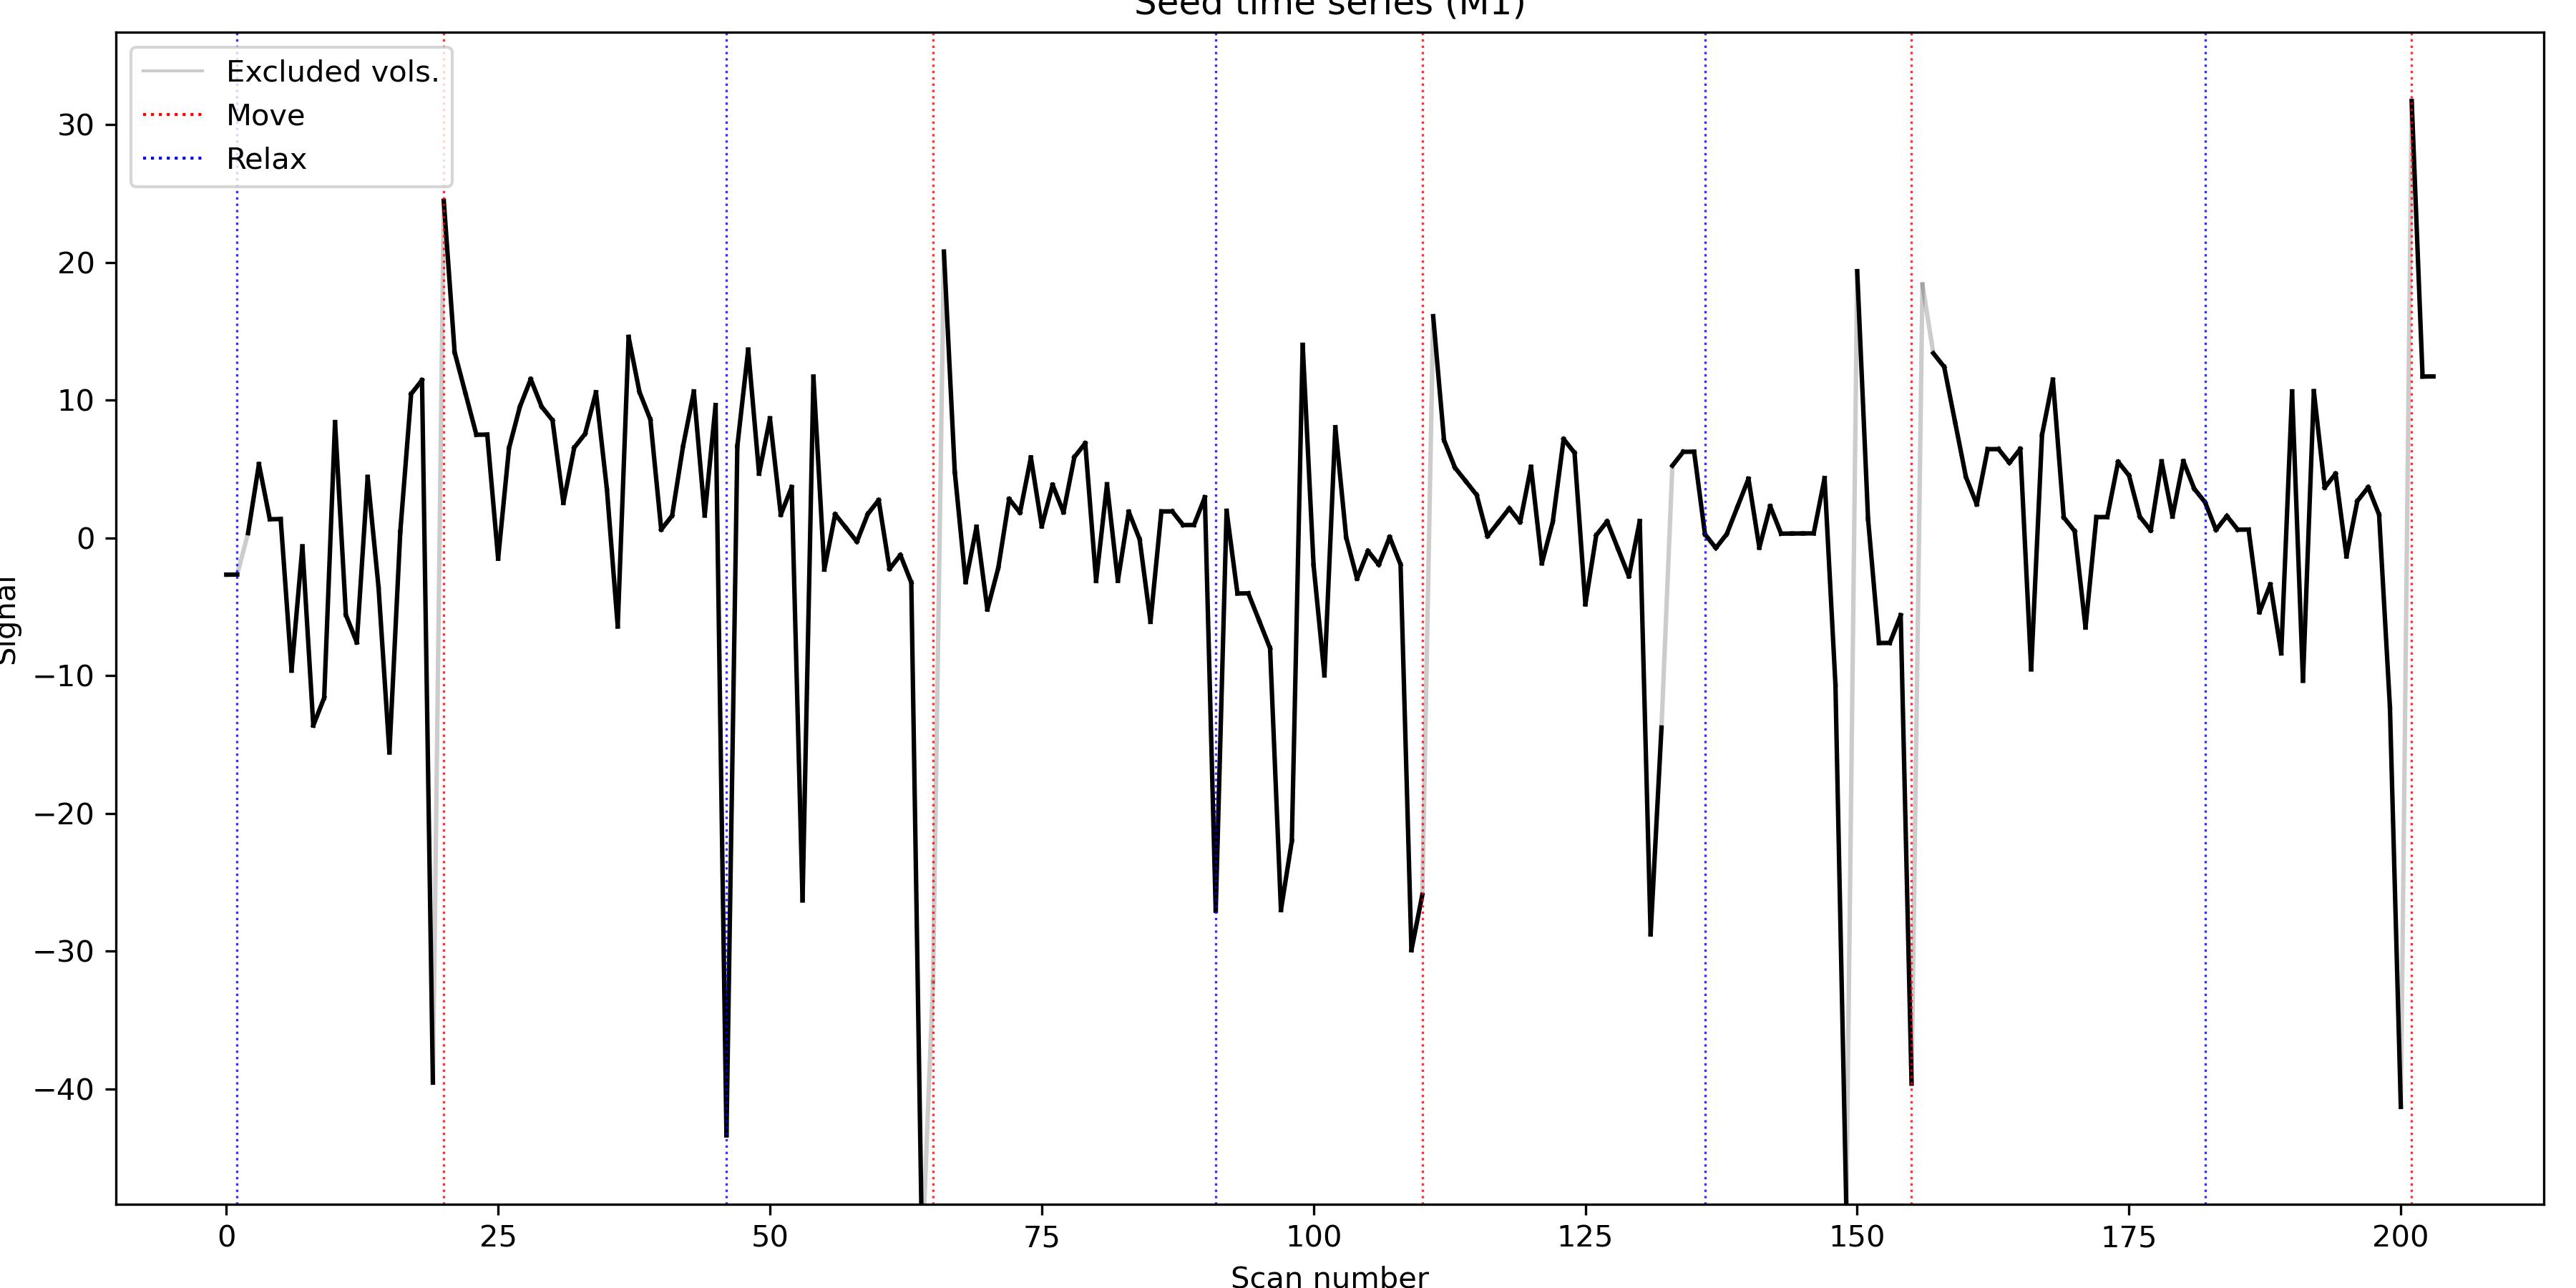 Seed time series (M1)
Excluded vols.
Move
Relax
30
20
10
0
−10
−20
−30
−40
Signal
0 25 50 75 100 125 150 175 200
Scan number